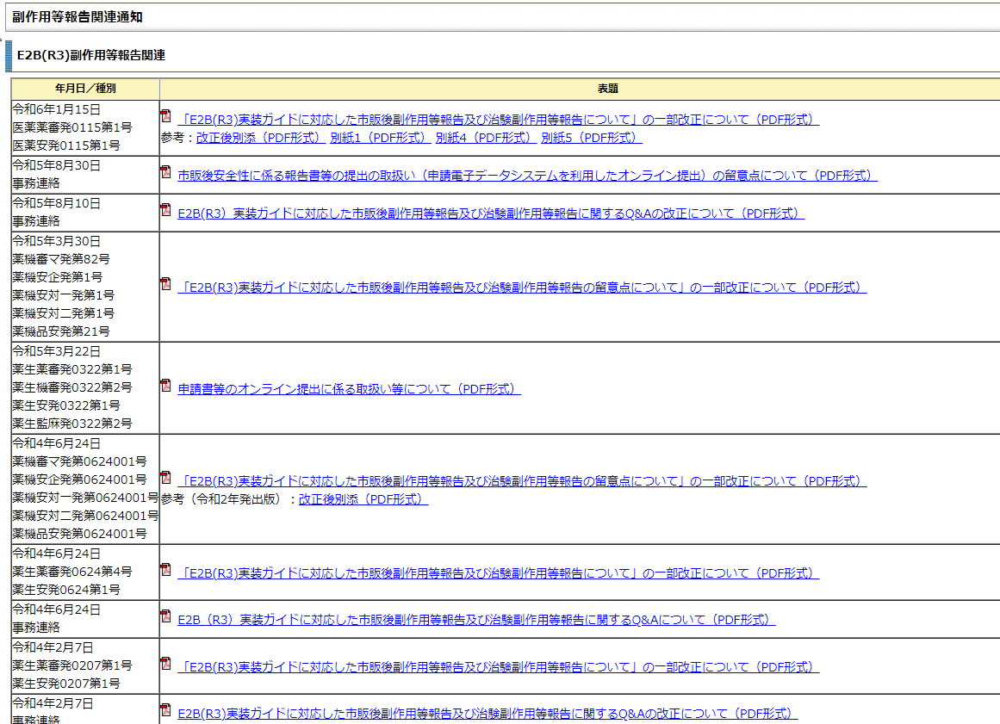 副作用等報告関連通知
E2B(R3)副作用等報告関連
年月日／種別
表題
令和6年1月15日
医薬薬審発0115第1号
医薬安発0115第1号
「E2B(R3)実装ガイドに対応した市販後副作用等報告及び治験副作用等報告について」の一部改正について（PDF形式）
参考：改正後別添（PDF形式） 別紙1（PDF形式） 別紙4（PDF形式） 別紙5（PDF形式）
令和5年8月30日
事務連絡
市販後安全性に係る報告書等の提出の取扱い（申請電子データシステムを利用したオンライン提出）の留意点について（PDF形式）
令和5年8月10日
事務連絡
E2B(R3）実装ガイドに対応した市販後副作用等報告及び治験副作用等報告に関するQ&Aの改正について（PDF形式）
令和5年3月30日
薬機審マ発第82号
薬機安企発第1号
薬機安対一発第1号
薬機安対二発第1号
薬機品安発第21号
「E2B(R3)実装ガイドに対応した市販後副作用等報告及び治験副作用等報告の留意点について」の一部改正について（PDF形式）
令和5年3月22日
薬生薬審発0322第1号
薬生機審発0322第2号
薬生安発0322第1号
薬生監麻発0322第2号
申請書等のオンライン提出に係る取扱い等について（PDF形式）
令和4年6月24日
薬機審マ発第0624001号
薬機安企発第0624001号
薬機安対一発第0624001号
薬機安対二発第0624001号
薬機品安発第0624001号
「E2B(R3)実装ガイドに対応した市販後副作用等報告及び治験副作用等報告の留意点について」の一部改正について（PDF形式）
参考（令和2年発出版）：改正後別添（PDF形式）
令和4年6月24日
薬生薬審発0624第4号
薬生安発0624第1号
「E2B(R3)実装ガイドに対応した市販後副作用等報告及び治験副作用等報告について」の一部改正について（PDF形式）
令和4年6月24日
事務連絡
E2B（R3）実装ガイドに対応した市販後副作用等報告及び治験副作用等報告に関するQ&Aについて（PDF形式）
令和4年2月7日
薬生薬審発0207第1号
薬生安発0207第1号
「E2B(R3)実装ガイドに対応した市販後副作用等報告及び治験副作用等報告について」の一部改正について（PDF形式）
令和4年2月7日
事務連絡
E2B(R3)実装ガイドに対応した市販後副作用等報告及び治験副作用等報告に関するQ&Aの改正について（PDF形式）